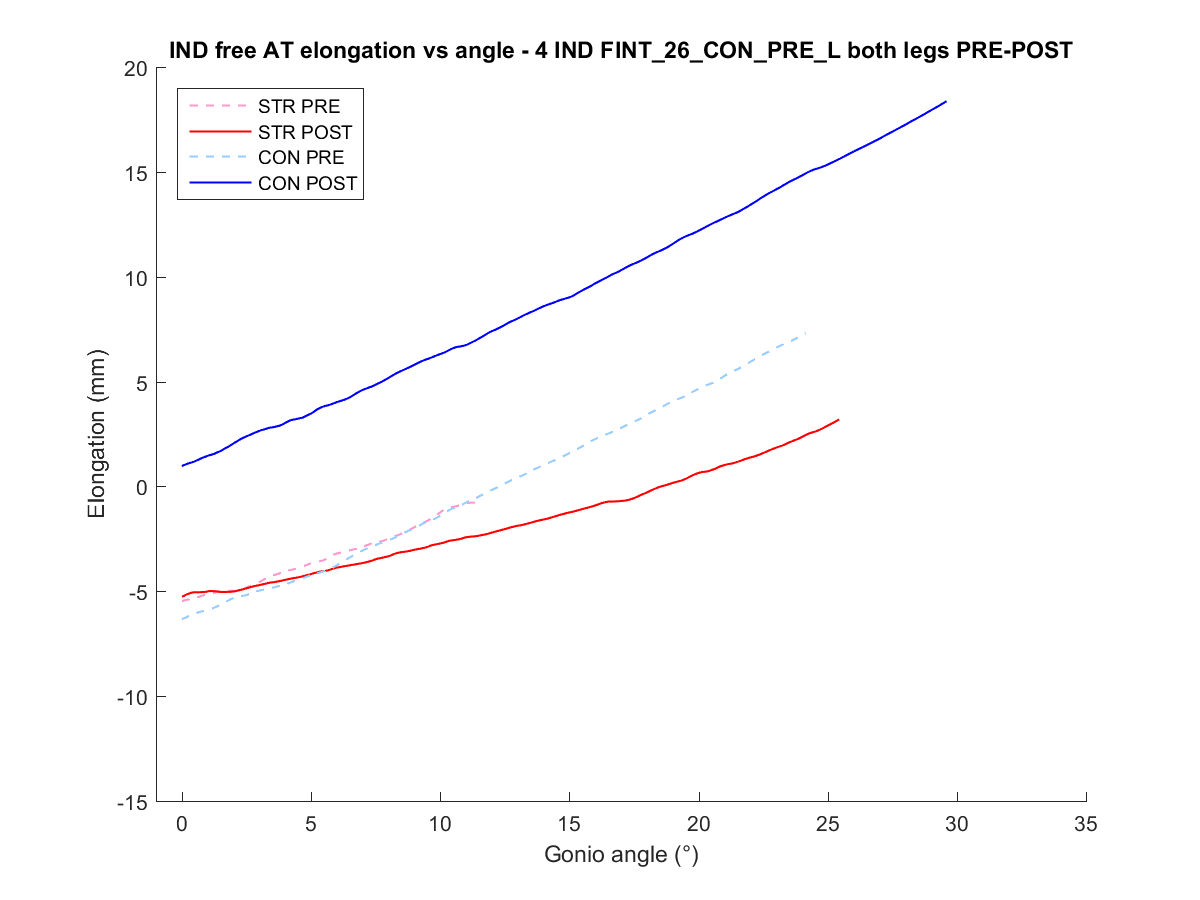 IND free AT elongation vs angle - 4 IND FINT_26_CON_PRE_L both legs PRE-POST
20
15
10
5
0
-5
-10
-15
Elongation (mm)
STR PRE
STR POST
CON PRE
CON POST
0 5 10 15 20 25 30 35
Gonio angle (°)